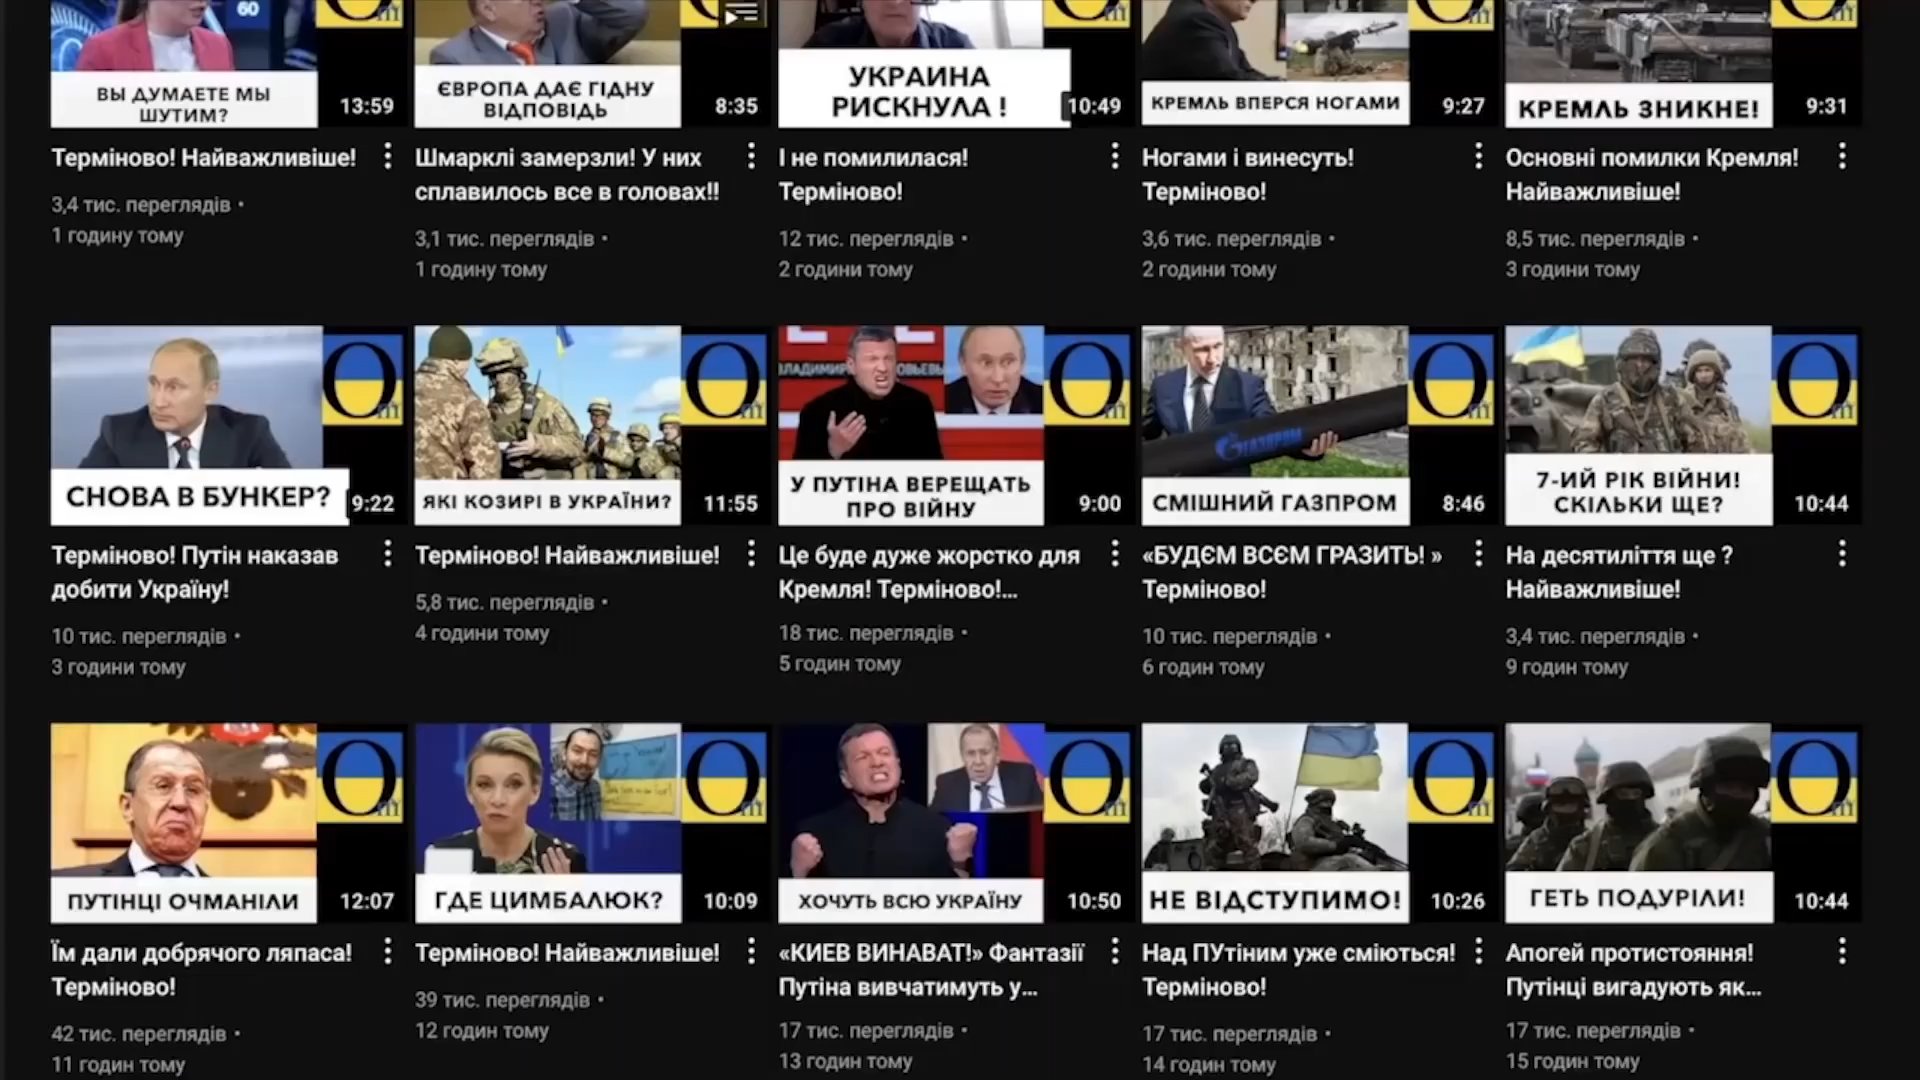 60
ВЫ ДУМАЕТЕ МЫ
ШУТИМ?
13:59
Терміново! Найважливіше!
3,4 тис. переглядів •
1 годину тому
ЄВРОПА ДАЄ ГІДНУ
ВІДПОВІДЬ
8:35
Шмарклі замерзли! У них
сплавилось все в головах!!
3,1 тис. переглядів •
1 годину тому
УКРАИНА
РИСКНУЛА !
10:49
І не помилилася!
Терміново!
12 тис. переглядів •
2 години тому
КРЕМЛЬ ВПЕРСЯ НОГАМИ
9:27
Ногами і винесуть!
Терміново!
3,6 тис. переглядів •
2 години тому
КРЕМЛЬ ЗНИКНЕ!
9:31
Основні помилки Кремля!
Найважливіше!
8,5 тис. переглядів •
3 години тому
СНОВА В БУНКЕР?
9:22
Терміново! Путін наказав
добити Україну!
10 тис. переглядів •
3 години тому
ЯКІ КОЗИРІ В УКРАЇНИ?
11:55
Терміново! Найважливіше!
5,8 тис. переглядів •
4 години тому
У ПУТІНА ВЕРЕЩАТЬ
ПРО ВІЙНУ
9:00
Це буде дуже жорстко для
Кремля! Терміново!...
18 тис. переглядів •
5 годин тому
ГАЗПРОМ
СМІШНИЙ ГАЗПРОМ
8:46
«БУДЄМ ВСЄМ ГРАЗИТЬ! »
Терміново!
10 тис. переглядів •
6 годин тому
7-ИЙ РІК ВІЙНИ!
СКІЛЬКИ ЩЕ?
10:44
На десятиліття ще ?
Найважливіше!
3,4 тис. переглядів •
9 годин тому
ПУТІНЦІ ОЧМАНІЛИ
12:07
Їм дали добрячого ляпаса!
Терміново!
42 тис. переглядів •
11 годин тому
ГДЕ ЦИМБАЛЮК?
10:09
Терміново! Найважливіше!
39 тис. переглядів •
12 годин тому
ХОЧУТЬ ВСЮ УКРАЇНУ
10:50
«КИЕВ ВИНАВАТ!» Фантазії
Путіна вивчатимуть у...
17 тис. переглядів •
13 годин тому
НЕ ВІДСТУПИМО!
10:26
Над ПУтіним уже сміються!
Терміново!
17 тис. переглядів •
14 годин тому
ГЕТЬ ПОДУРІЛИ!
10:44
Апогей протистояння!
Путінці вигадують як...
17 тис. переглядів •
15 годин тому